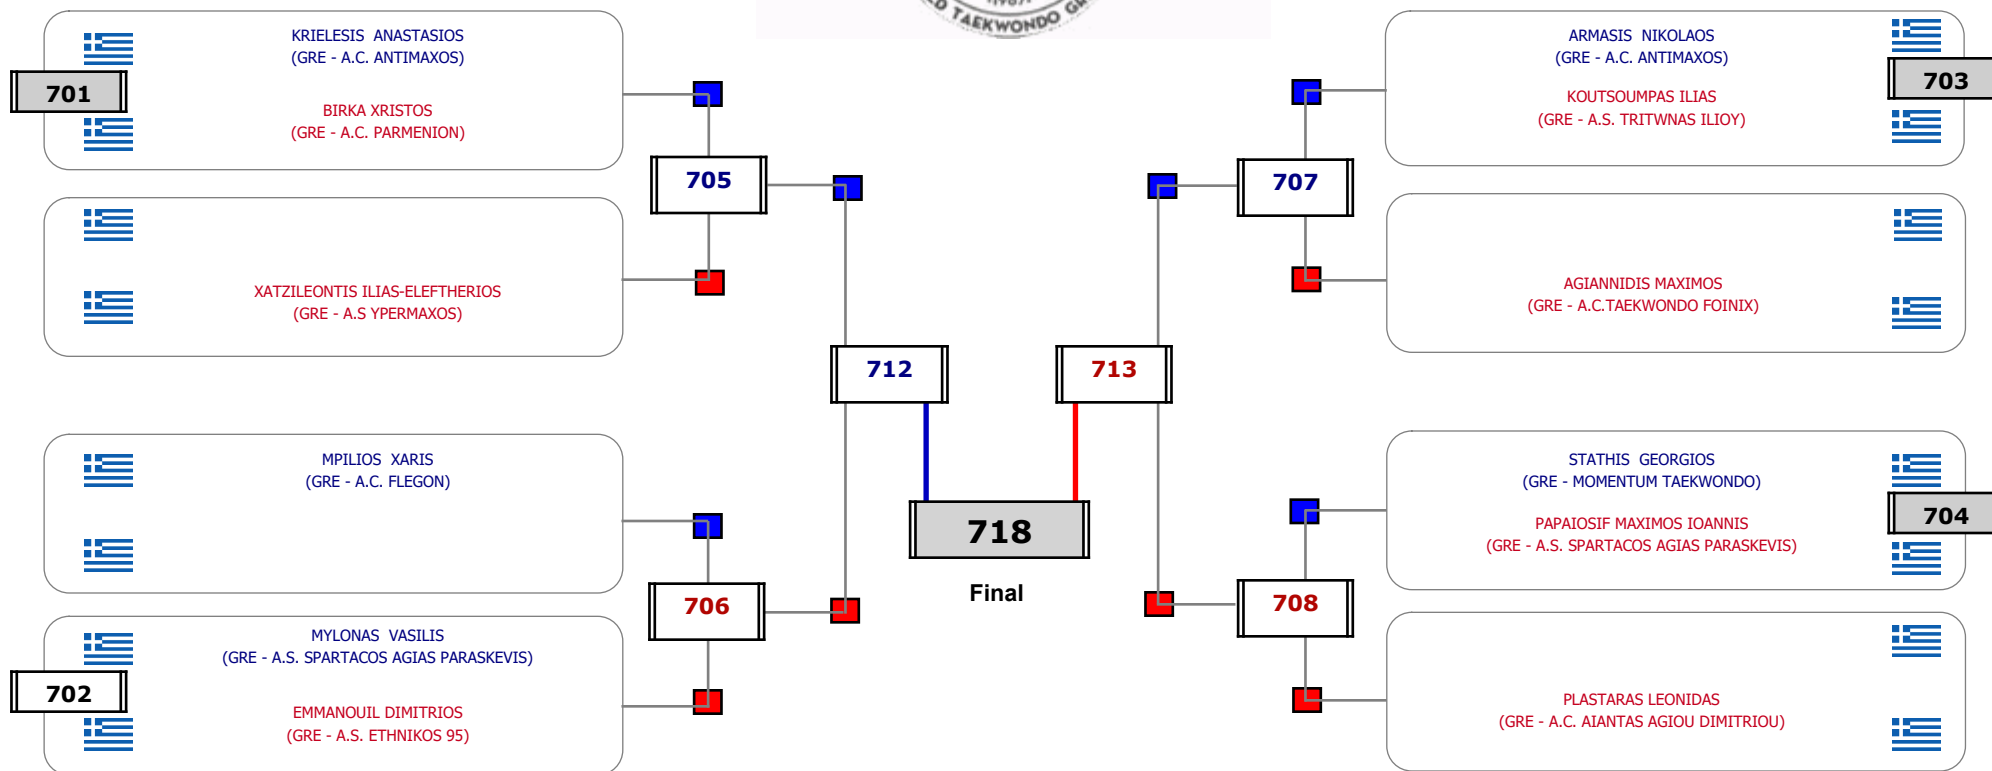 TAEKWONDO
KRIELESIS ANASTASIOS
(GRE - A.C. ANTIMAXOS)
701
BIRKA XRISTOS
(GRE - A.C. PARMENION)
705
XATZILEONTIS ILIAS-ELEFTHERIOS
(GRE - A.S YPERMAXOS)
712
MPILIOS XARIS
(GRE - A.C. FLEGON)
706
MYLONAS VASILIS
(GRE - A.S. SPARTACOS AGIAS PARASKEVIS)
702
EMMANOUIL DIMITRIOS
(GRE - A.S. ETHNIKOS 95)
718
Final
ARMASIS NIKOLAOS
(GRE - A.C. ANTIMAXOS)
703
KOUTSOUMPAS ILIAS
(GRE - A.S. TRITWNAS ILIOY)
707
AGIANNIDIS MAXIMOS
(GRE - A.C.TAEKWONDO FOINIX)
713
STATHIS GEORGIOS
(GRE - MOMENTUM TAEKWONDO)
704
PAPAIOSIF MAXIMOS IOANNIS
(GRE - A.S. SPARTACOS AGIAS PARASKEVIS)
708
PLASTARAS LEONIDAS
(GRE - A.C. AIANTAS AGIOU DIMITRIOU)